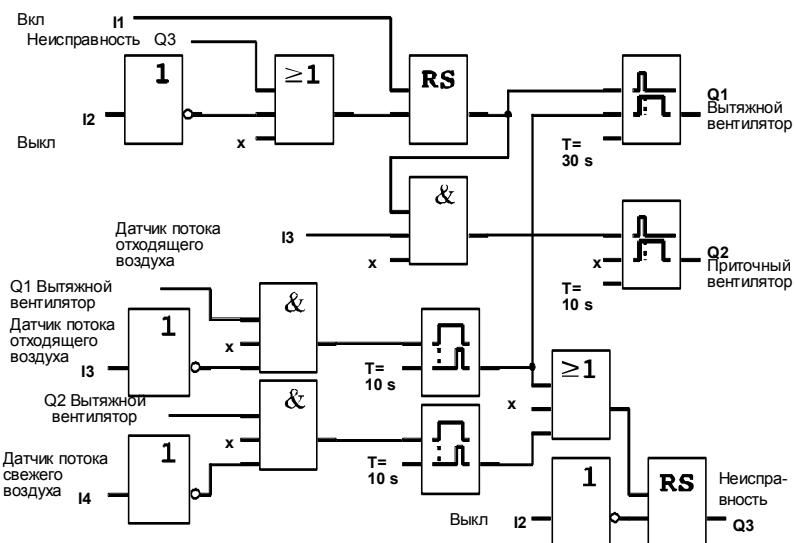 Вкл I1
Неисправность Q3
1
≥1
RS
I2
x
Выкл
Q1
Вытяжной
вентилятор
T=
30 s
&
Датчик потока
отходящего
воздуха
I3
x
x
Q2
Приточный
вентилятор
T=
10 s
Q1 Вытяжной
вентилятор
&
Датчик потока
отходящего
воздуха
1
x
I3
T=
10 s
≥1
Q2 Вытяжной
вентилятор
&
x
x
T=
10 s
Датчик потока
свежего
воздуха
1
I4
1
RS
Неисправ-
ность
Выкл I2
Q3